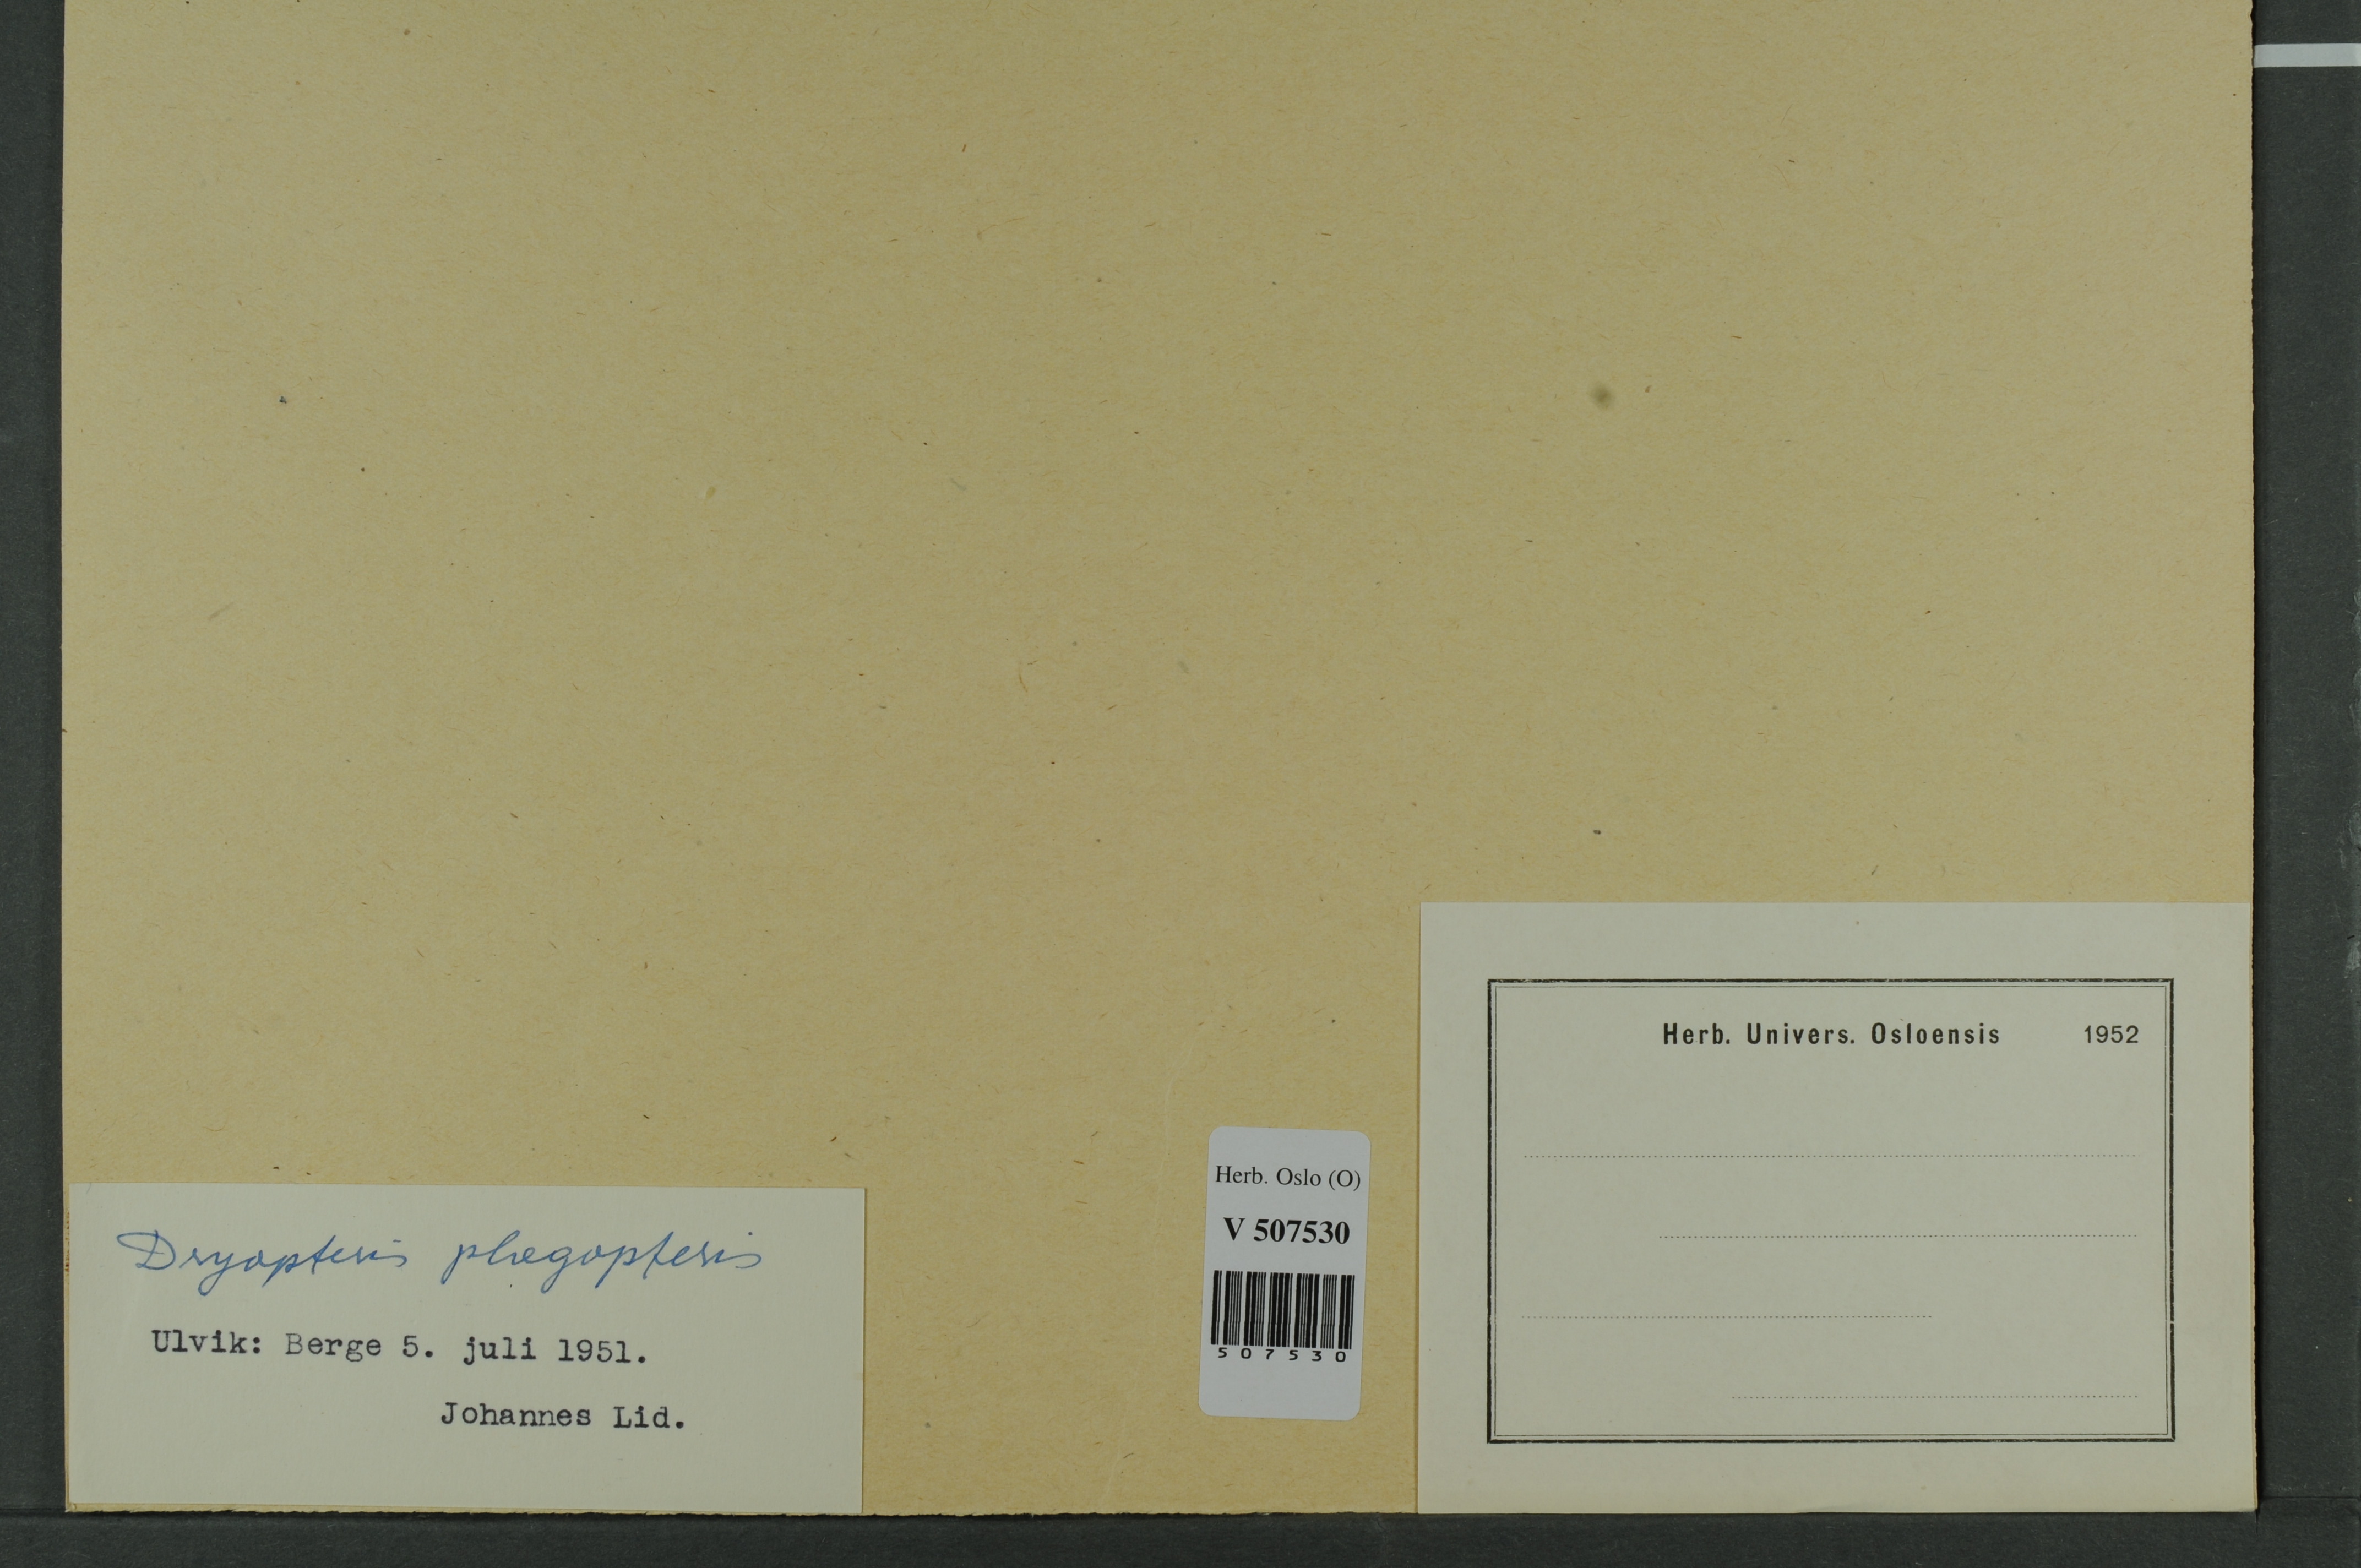 Dryopteris phegopteris
Ulvik: Berge 5. juli 1951.
Johannes Lid.
Herb. Oslo (O)
V 507530
507530
Herb. Univers. Osloensis 1952